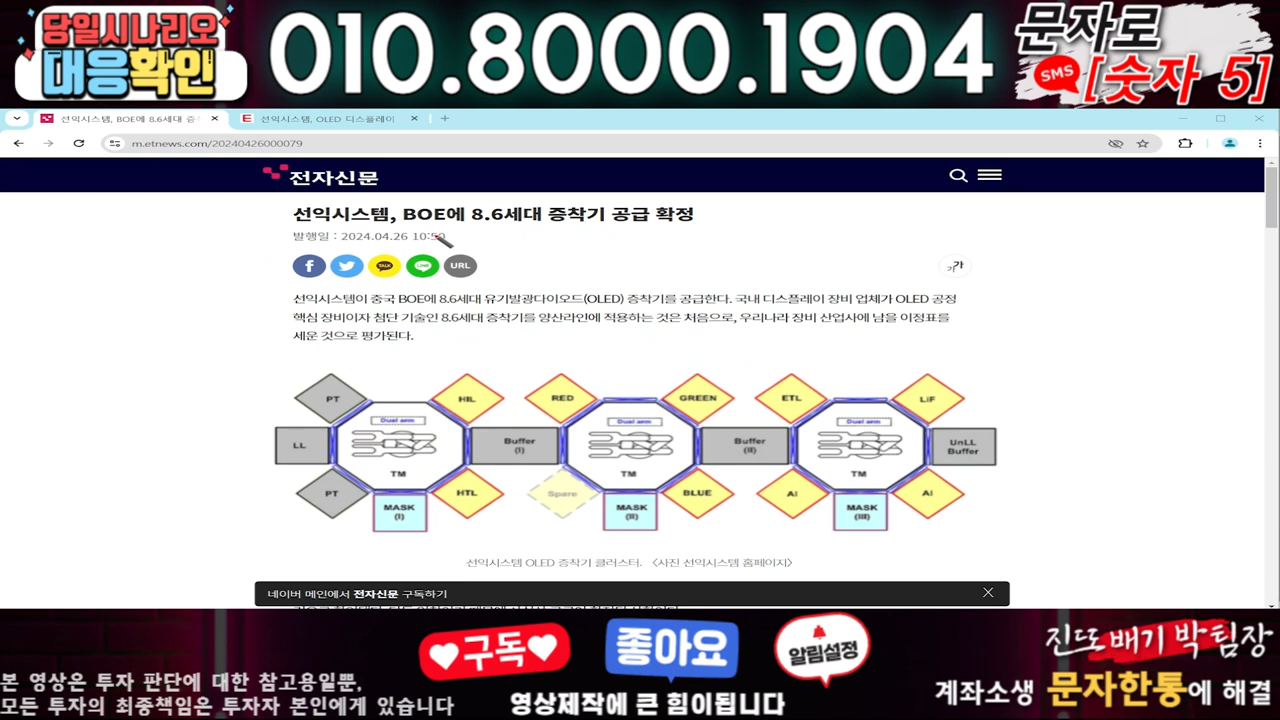 당일시나리오
대응확인
010.8000.1904
문자로
SMS
[숫자 5]
선익시스템, BOE에 8.6세대 증
선익시스템, OLED 디스플레이
m.etnews.com/20240426000079
전자신문
선익시스템, BOE에 8.6세대 증착기 공급 확정
발행일 : 2024.04.26 10:50
TALK
LINE
URL
가가
선익시스템이 중국 BOE에 8.6세대 유기발광다이오드(OLED) 증착기를 공급한다. 국내 디스플레이 장비 업체가 OLED 공정
핵심 장비이자 첨단 기술인 8.6세대 증착기를 양산라인에 적용하는 것은 처음으로, 우리나라 장비 산업사에 남을 이정표를
세운 것으로 평가된다.
PT
HIL
RED
GREEN
ETL
LiF
Dual arm
Dual arm
Dual arm
LL
Buffer
(I)
Buffer
(II)
UnLL
Buffer
TM
TM
TM
PT
HTL
Spare
BLUE
Al
Al
MASK
(I)
MASK
(II)
MASK
(III)
선익시스템 OLED 증착기 클러스터. 〈사진 선익시스템 홈페이지〉
네이버 메인에서 전자신문 구독하기
구독
좋아요
알림설정
진또배기 박팀장
본 영상은 투자 판단에 대한 참고용일뿐,
모든 투자의 최종책임은 투자자 본인에게 있습니다
영상제작에 큰 힘이됩니다
계좌소생 문자한통에 해결